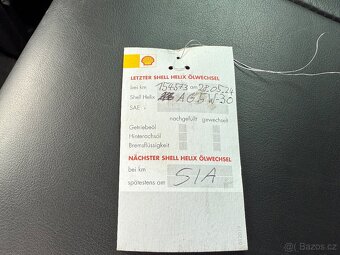 LETZTER SHELL HELIX ÖLWECHSEL
bei km 154573 am 28.05.24
Shell Helix AG 5W-30
SAE
nachgefüllt gewechselt
Getriebeöl
Hinterachsöl
Bremsflüssigkeit
NÄCHSTER SHELL HELIX ÖLWECHSEL
bei km
spätestens am SIA
Bazos.cz